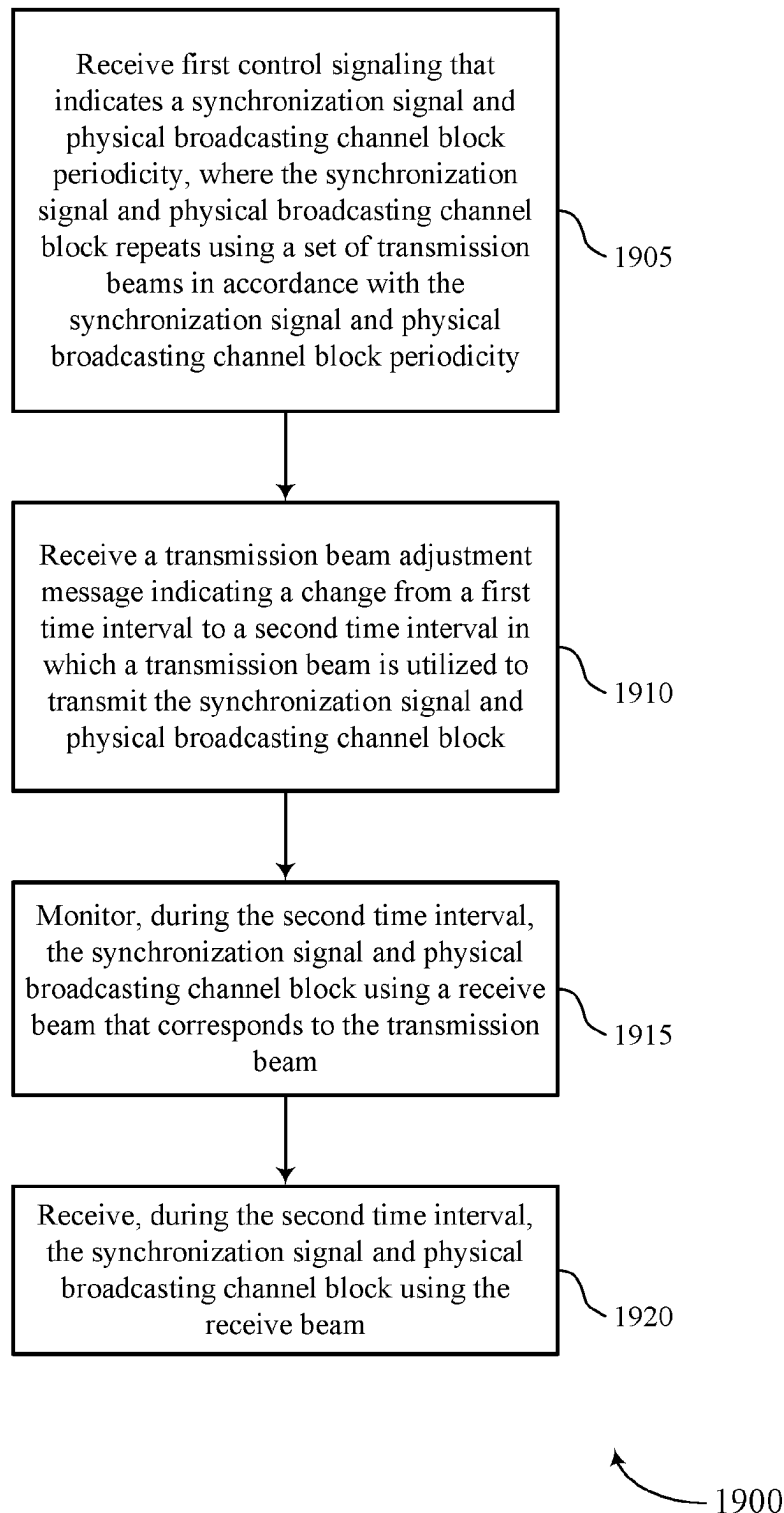 Receive first control signaling that
indicates a synchronization signal and
physical broadcasting channel block
periodicity, where the synchronization
signal and physical broadcasting channel
block repeats using a set of transmission
beams in accordance with the
synchronization signal and physical
broadcasting channel block periodicity
1905
Receive a transmission beam adjustment
message indicating a change from a first
time interval to a second time interval in
which a transmission beam is utilized to
transmit the synchronization signal and
physical broadcasting channel block
1910
Monitor, during the second time interval,
the synchronization signal and physical
broadcasting channel block using a receive
beam that corresponds to the transmission
beam
1915
Receive, during the second time interval,
the synchronization signal and physical
broadcasting channel block using the
receive beam
1920
1900